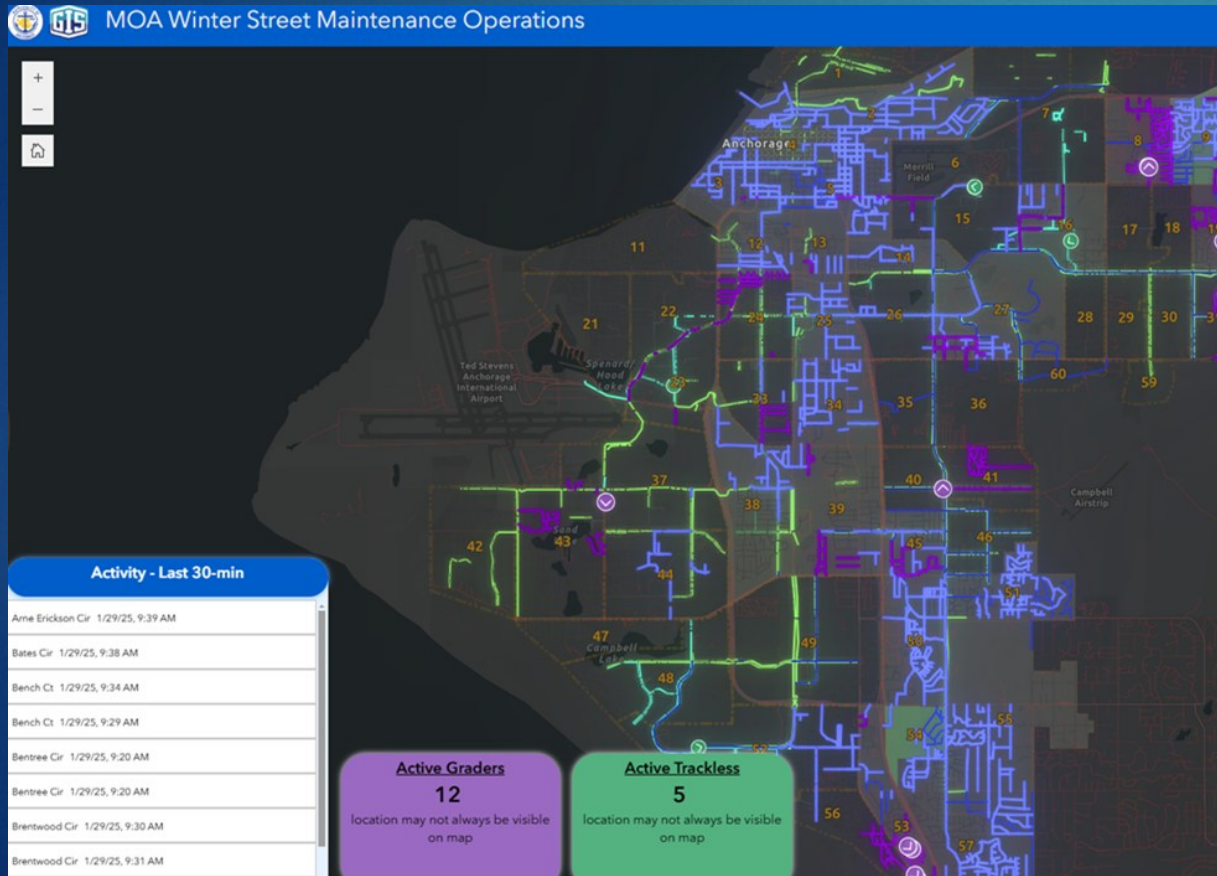 GIS
MOA Winter Street Maintenance Operations
+
−
1
2
7
Anchorage
4
8
9
3
5
Merrill
Field
6
15
16
17
18
11
12
13
14
22
21
24
25
26
27
28
29
30
31
Ted Stevens
Anchorage
International
Airport
Spenard
Hood
Lake
23
33
34
35
36
60
59
37
38
39
40
41
Campbell
Airstrip
42
43
Sand
44
45
46
51
47
Campbell
Lake
48
49
52
54
55
56
53
57
Activity - Last 30-min
Arne Erickson Cir 1/29/25, 9:39 AM
Bates Cir 1/29/25, 9:38 AM
Bench Ct 1/29/25, 9:34 AM
Bench Ct 1/29/25, 9:29 AM
Bentree Cir 1/29/25, 9:20 AM
Bentree Cir 1/29/25, 9:20 AM
Brentwood Cir 1/29/25, 9:30 AM
Brentwood Cir 1/29/25, 9:31 AM
Active Graders
12
location may not always be visible
on map
Active Trackless
5
location may not always be visible
on map